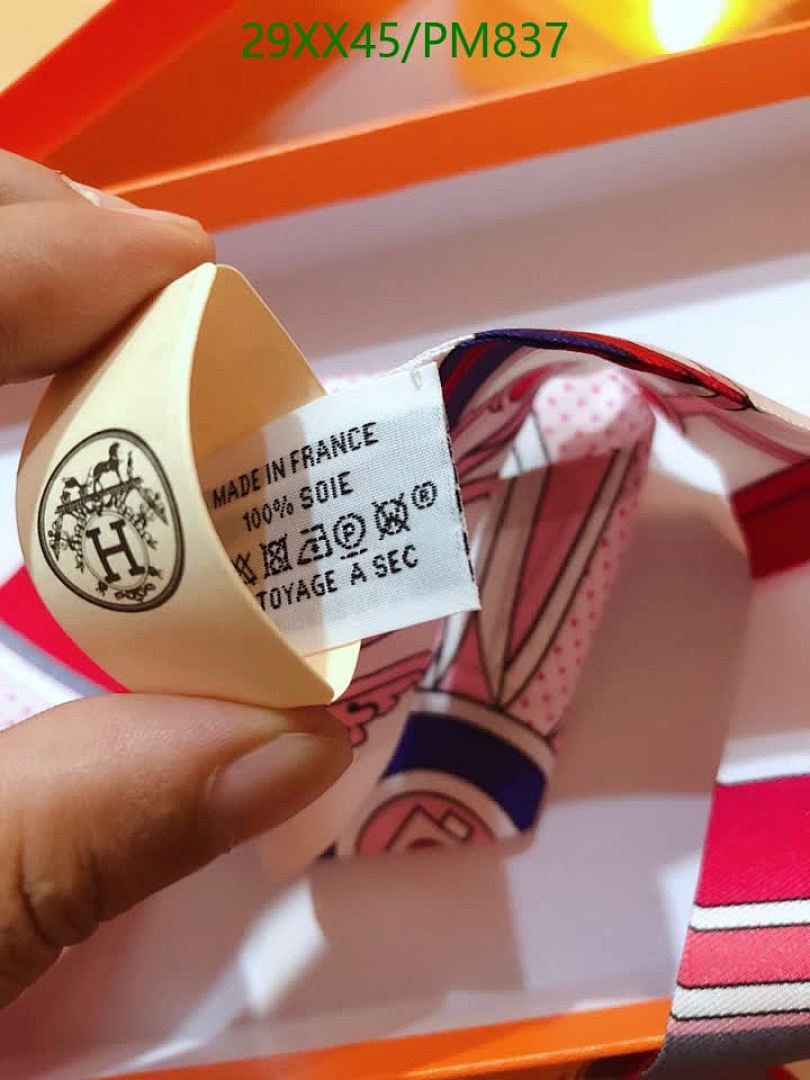 29XX45/PM837
MADE IN FRANCE
100% SOIE
®
TOYAGE A SEC
H